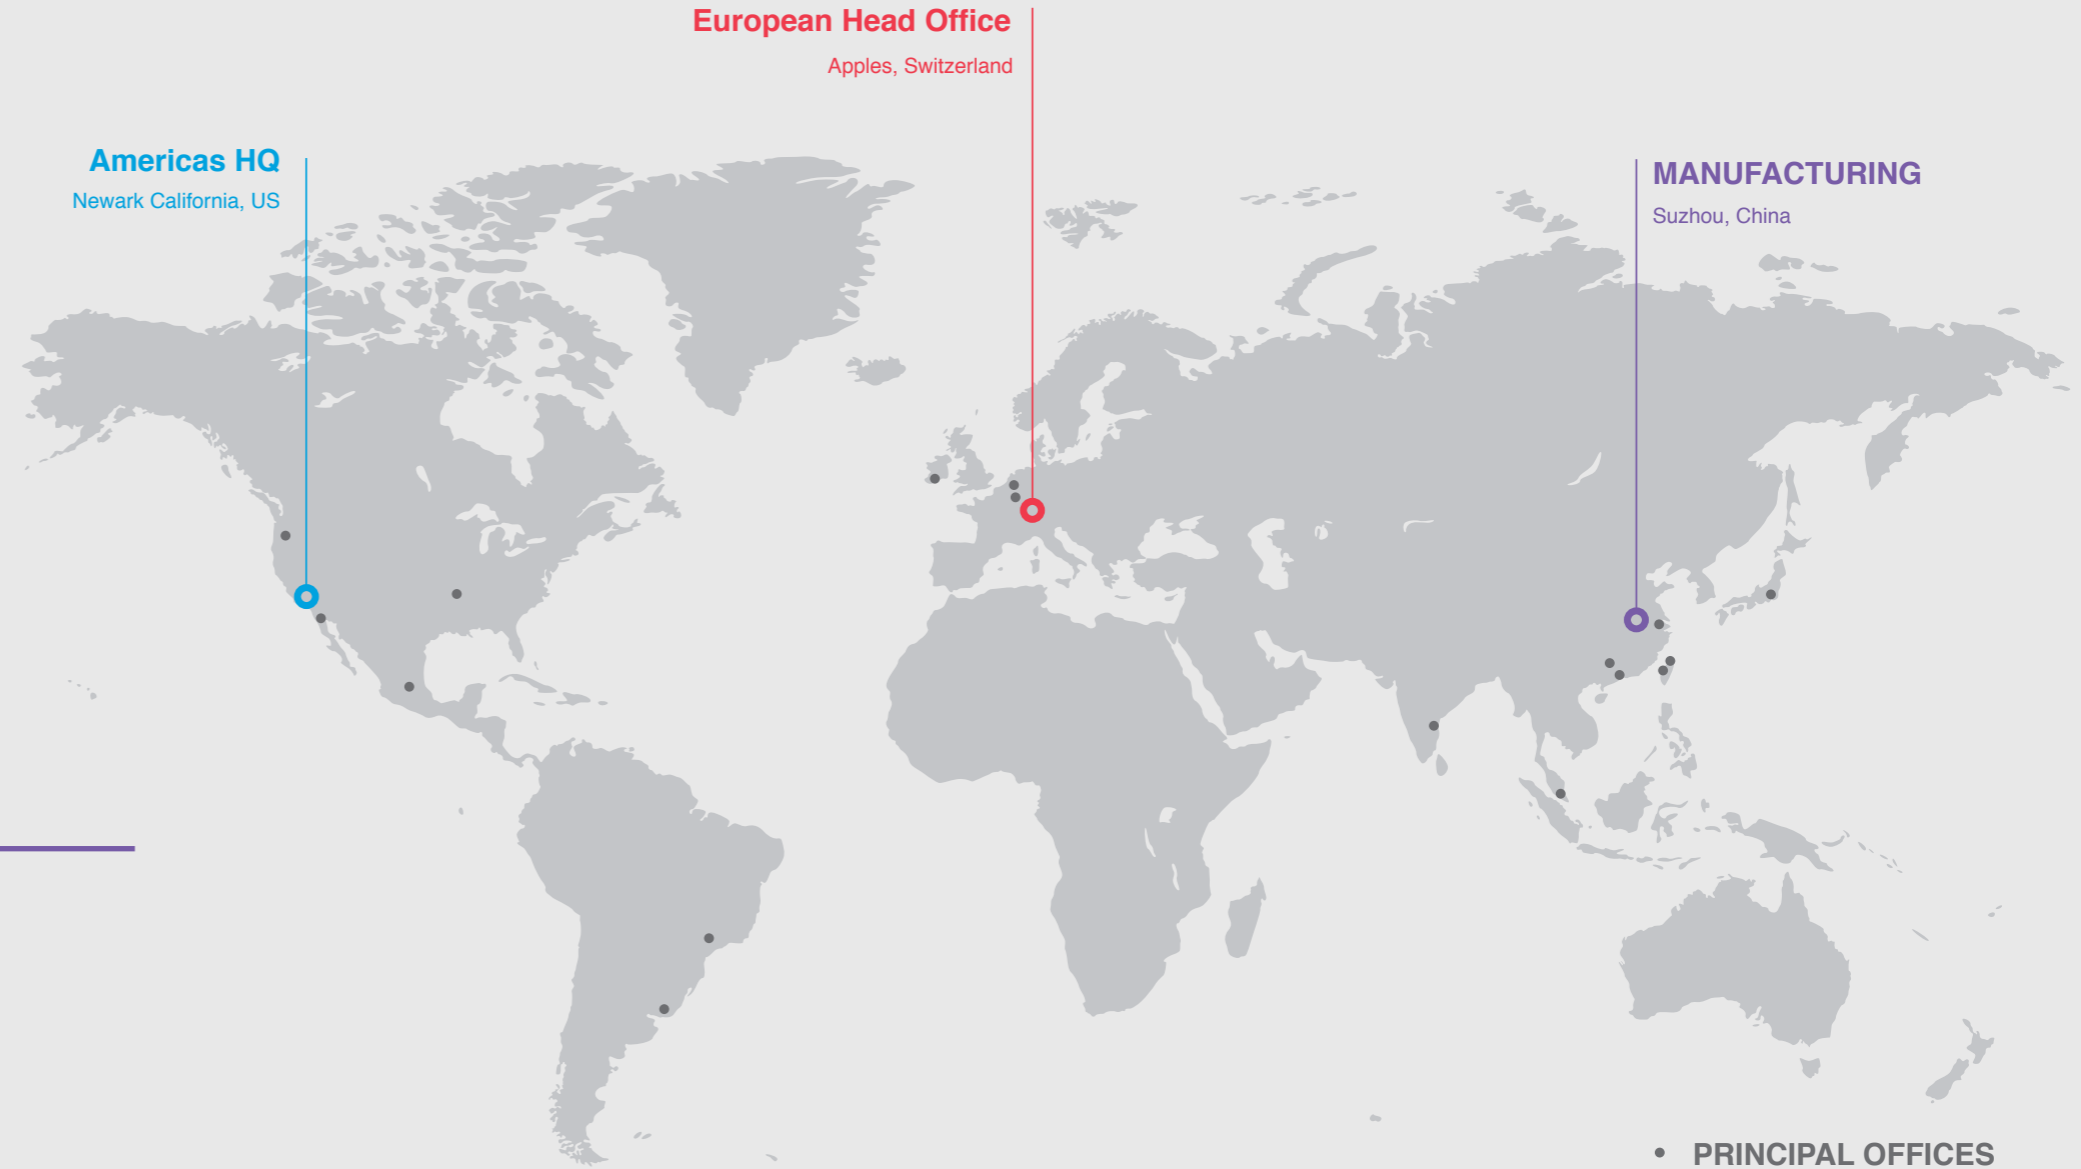 European Head Office
Apples, Switzerland
Americas HQ
Newark California, US
MANUFACTURING
Suzhou, China
PRINCIPAL OFFICES